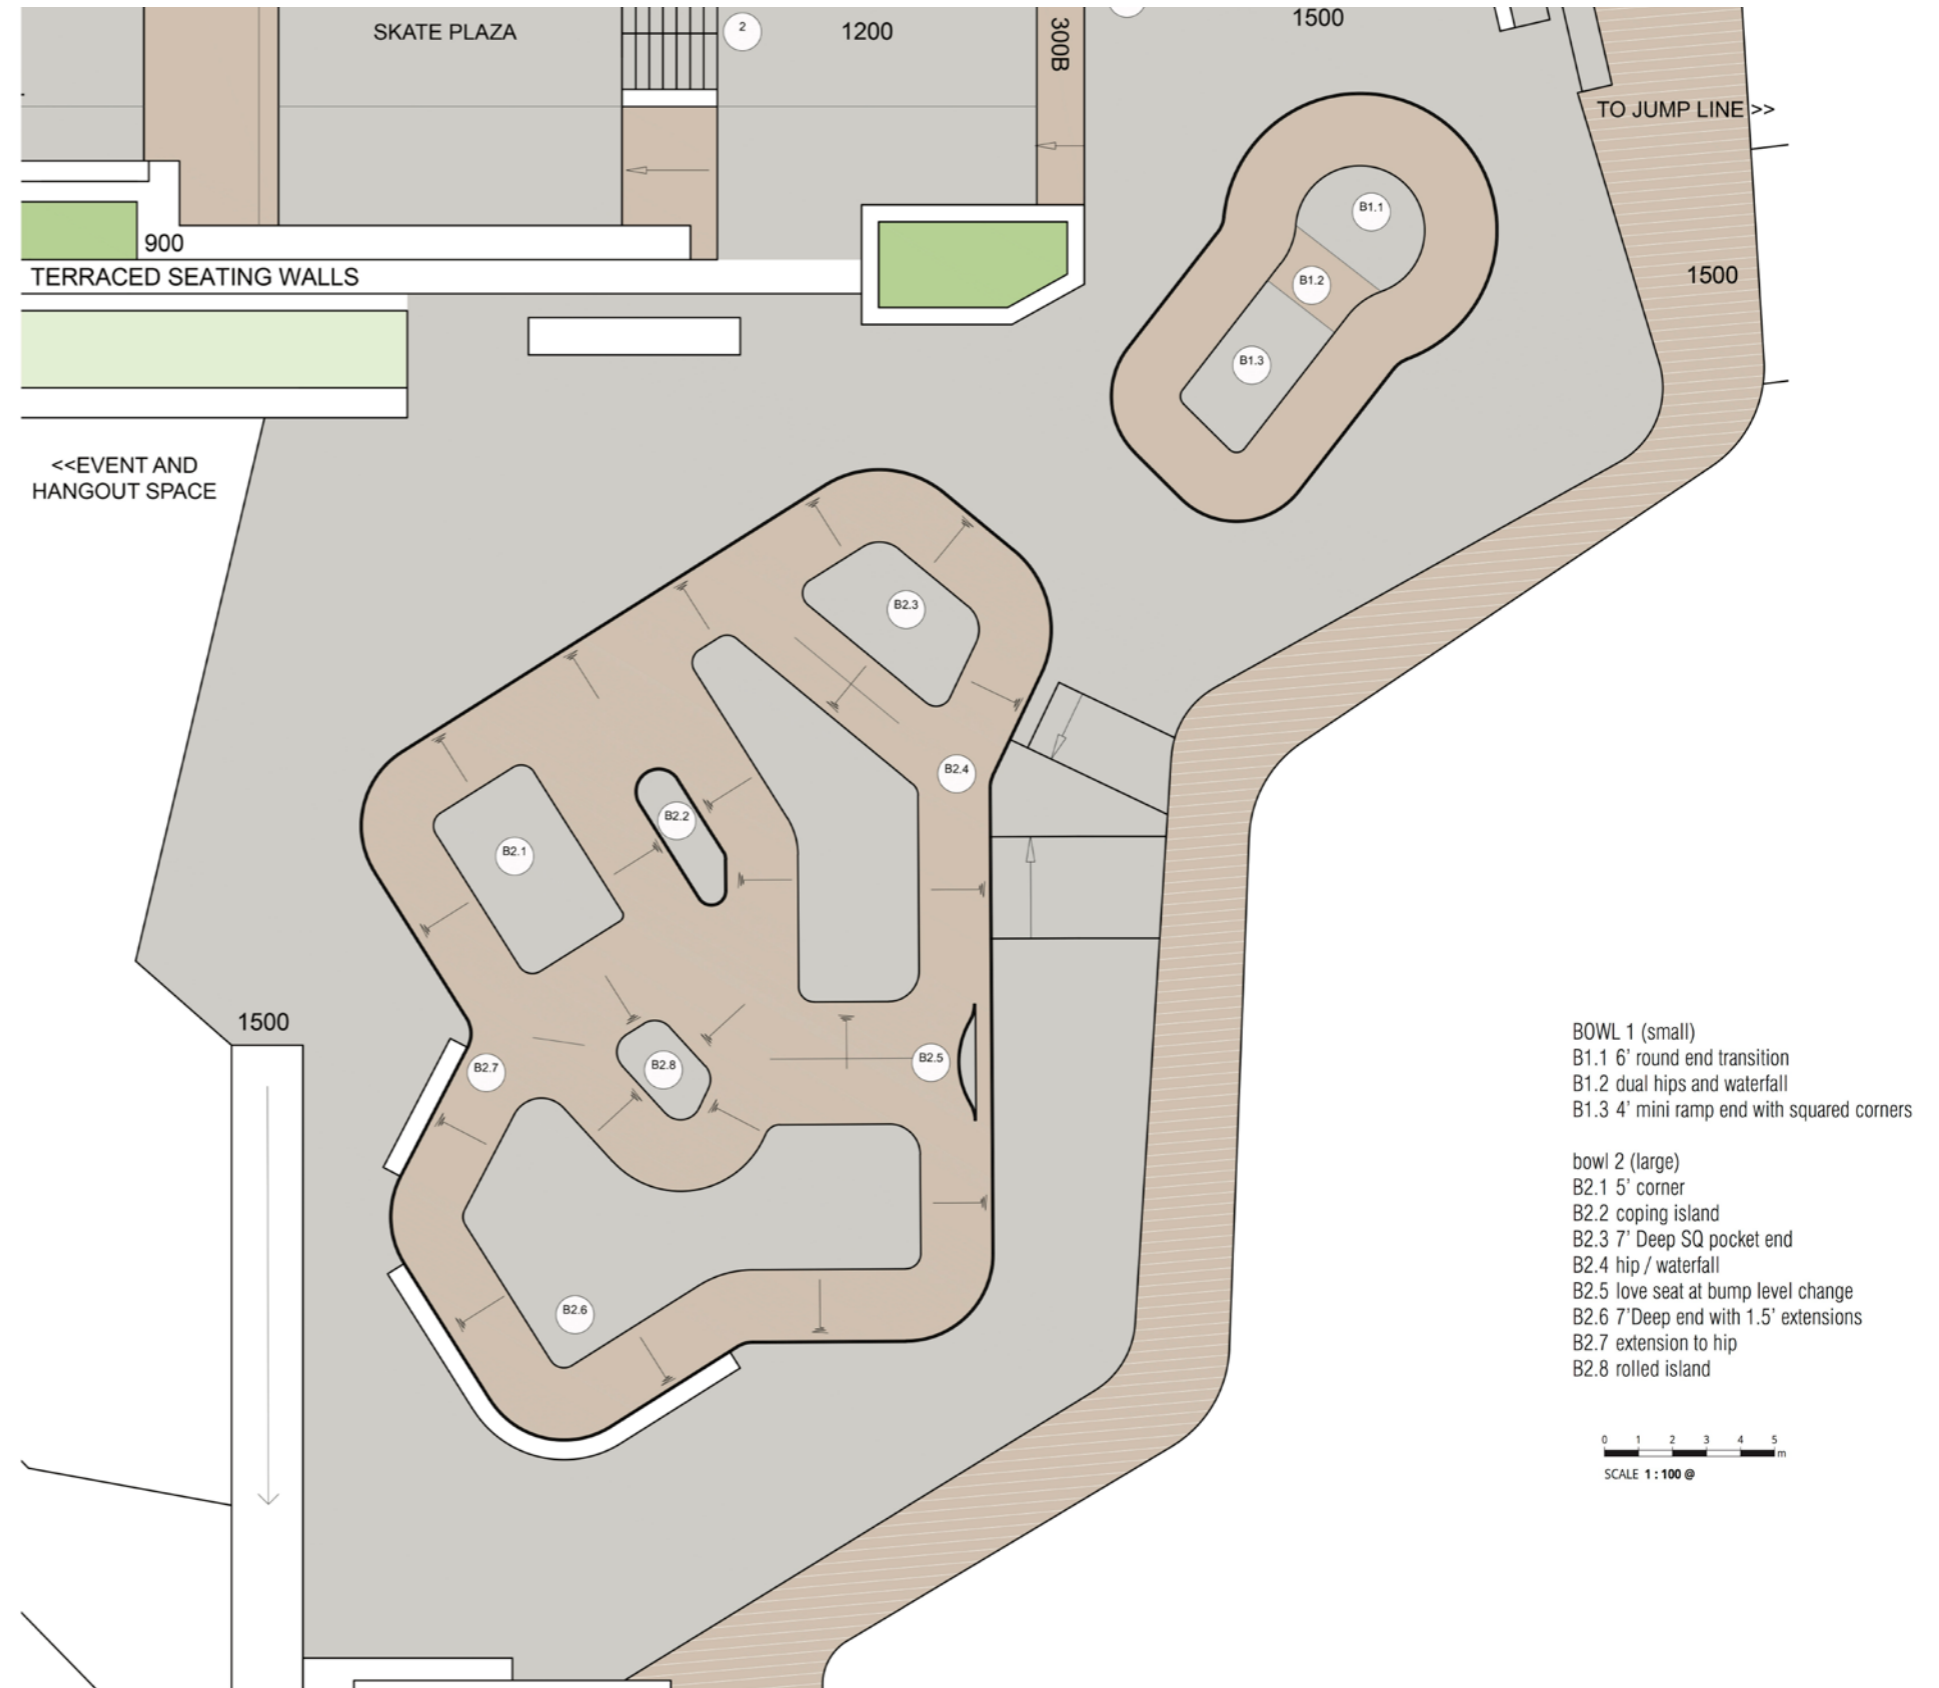 SKATE PLAZA
2
1200
300B
1500
TO JUMP LINE >>
B1.1
900
TERRACED SEATING WALLS
B1.2
1500
B1.3
<<EVENT AND
HANGOUT SPACE
B2.3
B2.4
B2.2
B2.1
1500
B2.5
B2.7
B2.8
B2.6
BOWL 1 (small)
B1.1 6' round end transition
B1.2 dual hips and waterfall
B1.3 4' mini ramp end with squared corners
bowl 2 (large)
B2.1 5' corner
B2.2 coping island
B2.3 7' Deep SQ pocket end
B2.4 hip / waterfall
B2.5 love seat at bump level change
B2.6 7'Deep end with 1.5' extensions
B2.7 extension to hip
B2.8 rolled island
0 1 2 3 4 5
m
SCALE 1 : 100 @